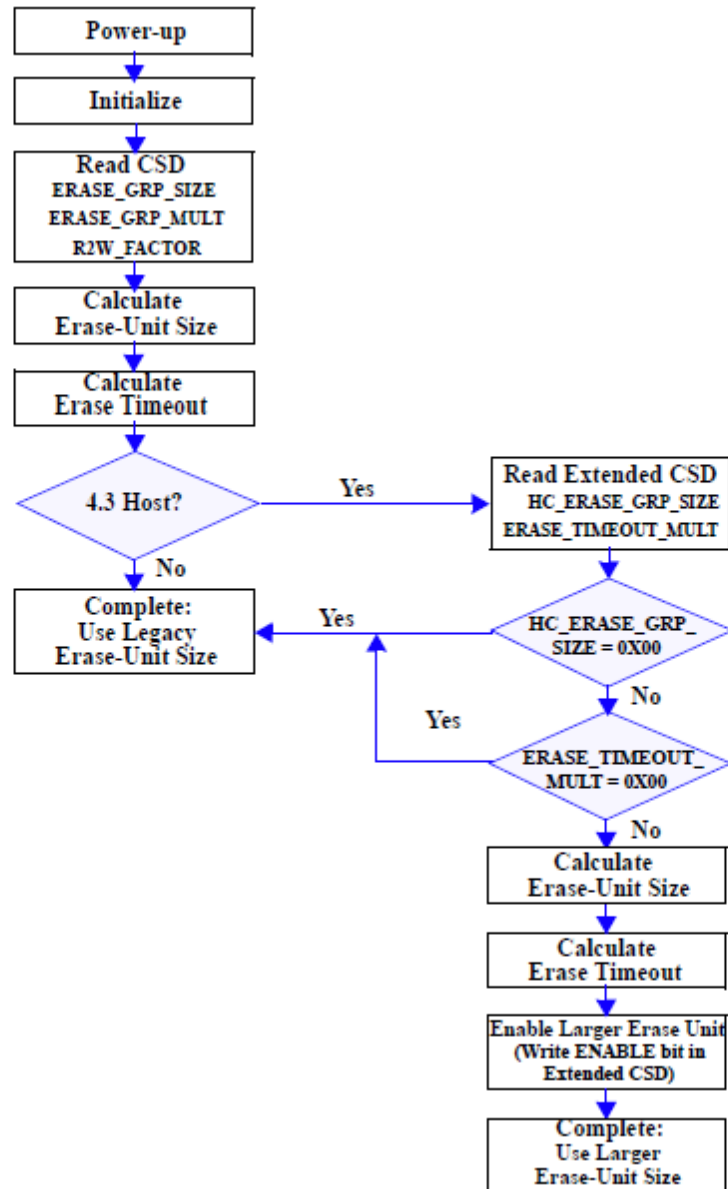 Power-up
Initialize
Read CSD
ERASE_GRP_SIZE
ERASE_GRP_MULT
R2W_FACTOR
Calculate
Erase-Unit Size
Calculate
Erase Timeout
4.3 Host?
Yes
No
Complete:
Use Legacy
Erase-Unit Size
Read Extended CSD
HC_ERASE_GRP_SIZE
ERASE_TIMEOUT_MULT
HC_ERASE_GRP_
SIZE = 0X00
Yes
No
ERASE_TIMEOUT_
MULT = 0X00
Yes
No
Calculate
Erase-Unit Size
Calculate
Erase Timeout
Enable Larger Erase Unit
(Write ENABLE bit in
Extended CSD)
Complete:
Use Larger
Erase-Unit Size